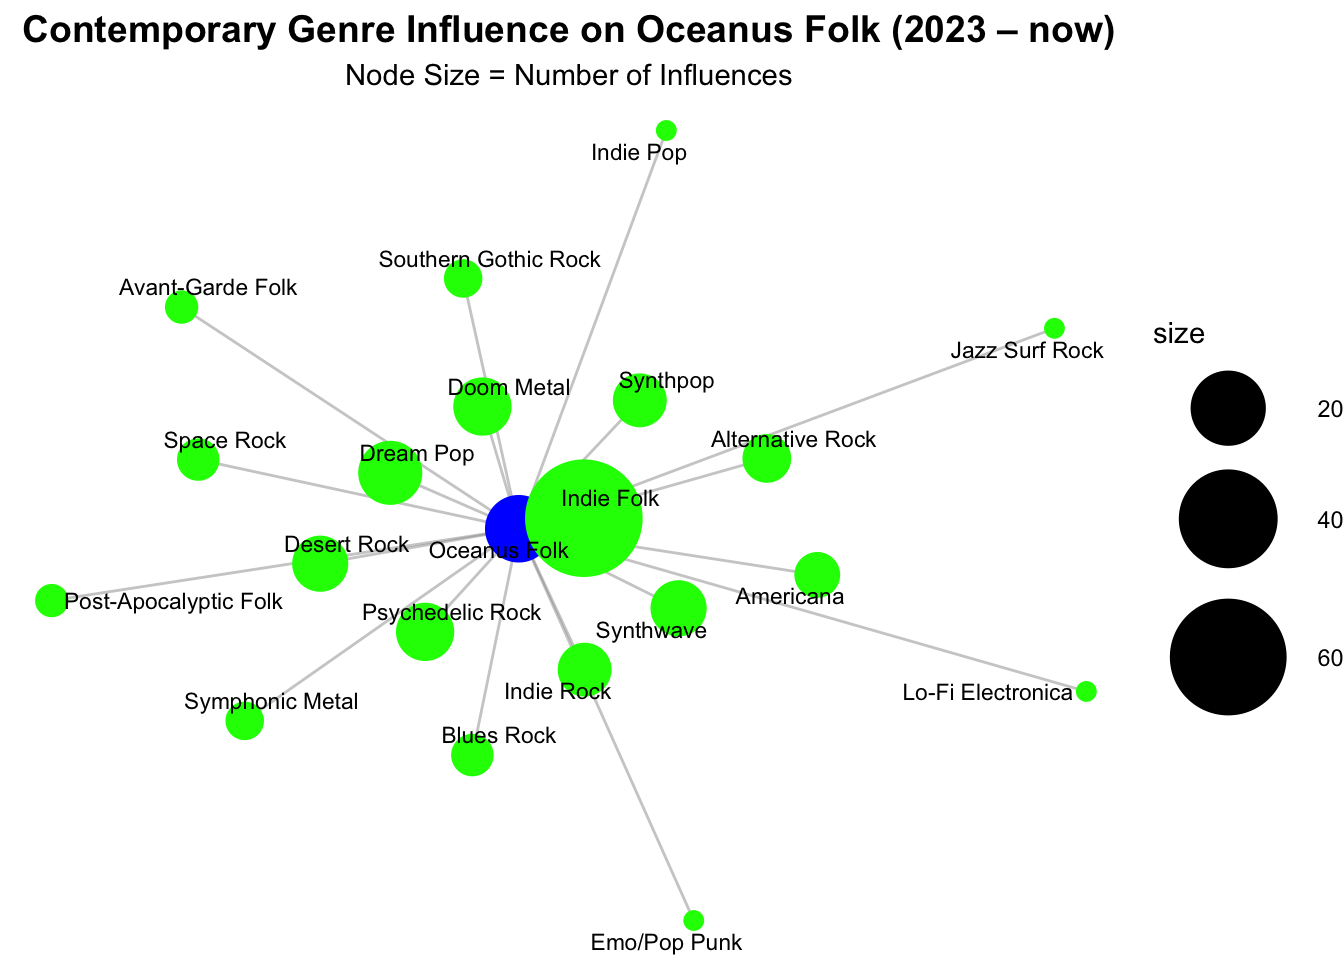 Contemporary Genre Influence on Oceanus Folk (2023 – now)
Node Size = Number of Influences
Indie Pop
Southern Gothic Rock
Avant-Garde Folk
Jazz Surf Rock
size
Doom Metal
Synthpop
20
Space Rock
Dream Pop
Alternative Rock
Indie Folk
40
Desert Rock
Oceanus Folk
Post-Apocalyptic Folk
Psychedelic Rock
Synthwave
Americana
60
Symphonic Metal
Indie Rock
Lo-Fi Electronica
Blues Rock
Emo/Pop Punk